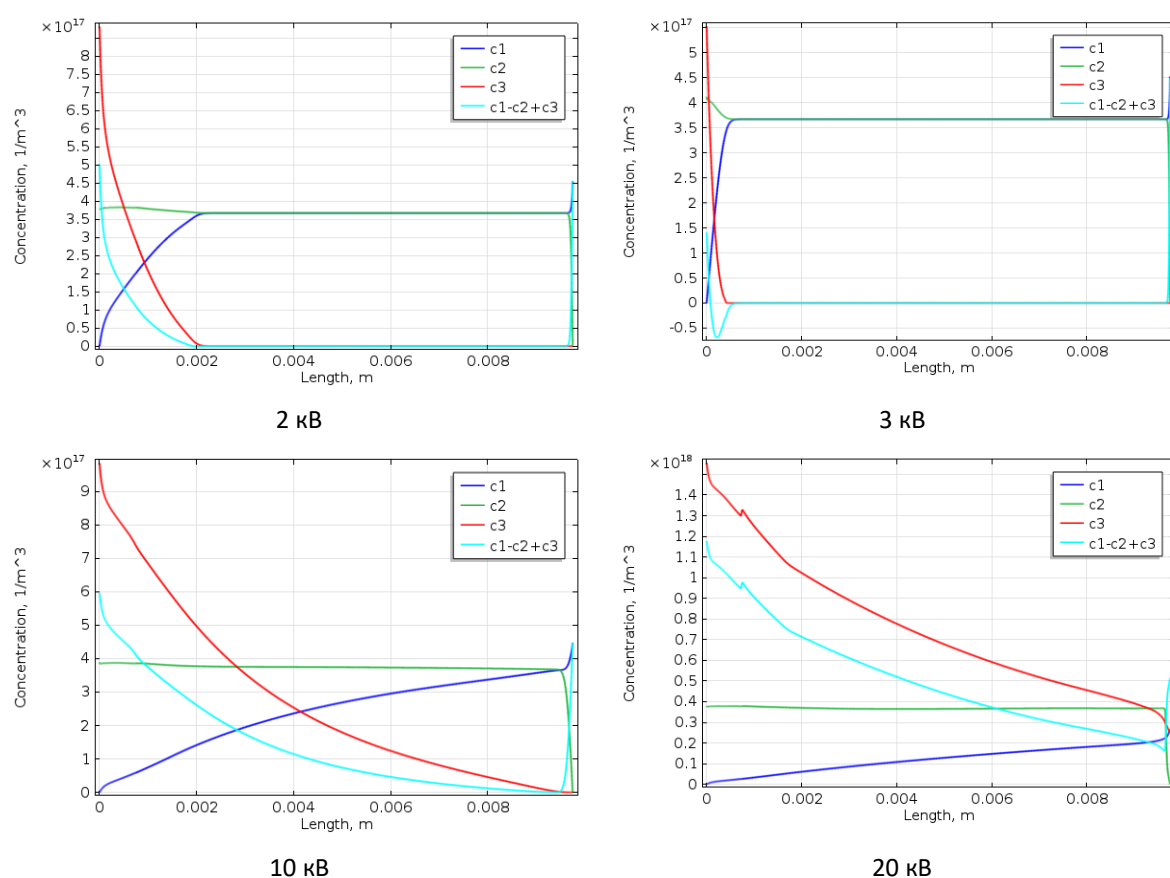 ×10¹⁷
8
7.5
7
6.5
6
5.5
5
4.5
4
3.5
3
2.5
2
1.5
1
0.5
0
Concentration, 1/m^3
c1
c2
c3
c1-c2+c3
0 0.002 0.004 0.006 0.008
Length, m
2 кВ
×10¹⁷
5
4.5
4
3.5
3
2.5
2
1.5
1
0.5
0
-0.5
Concentration, 1/m^3
c1
c2
c3
c1-c2+c3
0 0.002 0.004 0.006 0.008
Length, m
3 кВ
×10¹⁷
9
8
7
6
5
4
3
2
1
0
Concentration, 1/m^3
c1
c2
c3
c1-c2+c3
0 0.002 0.004 0.006 0.008
Length, m
10 кВ
×10¹⁸
1.4
1.3
1.2
1.1
1
0.9
0.8
0.7
0.6
0.5
0.4
0.3
0.2
0.1
0
Concentration, 1/m^3
c1
c2
c3
c1-c2+c3
0 0.002 0.004 0.006 0.008
Length, m
20 кВ